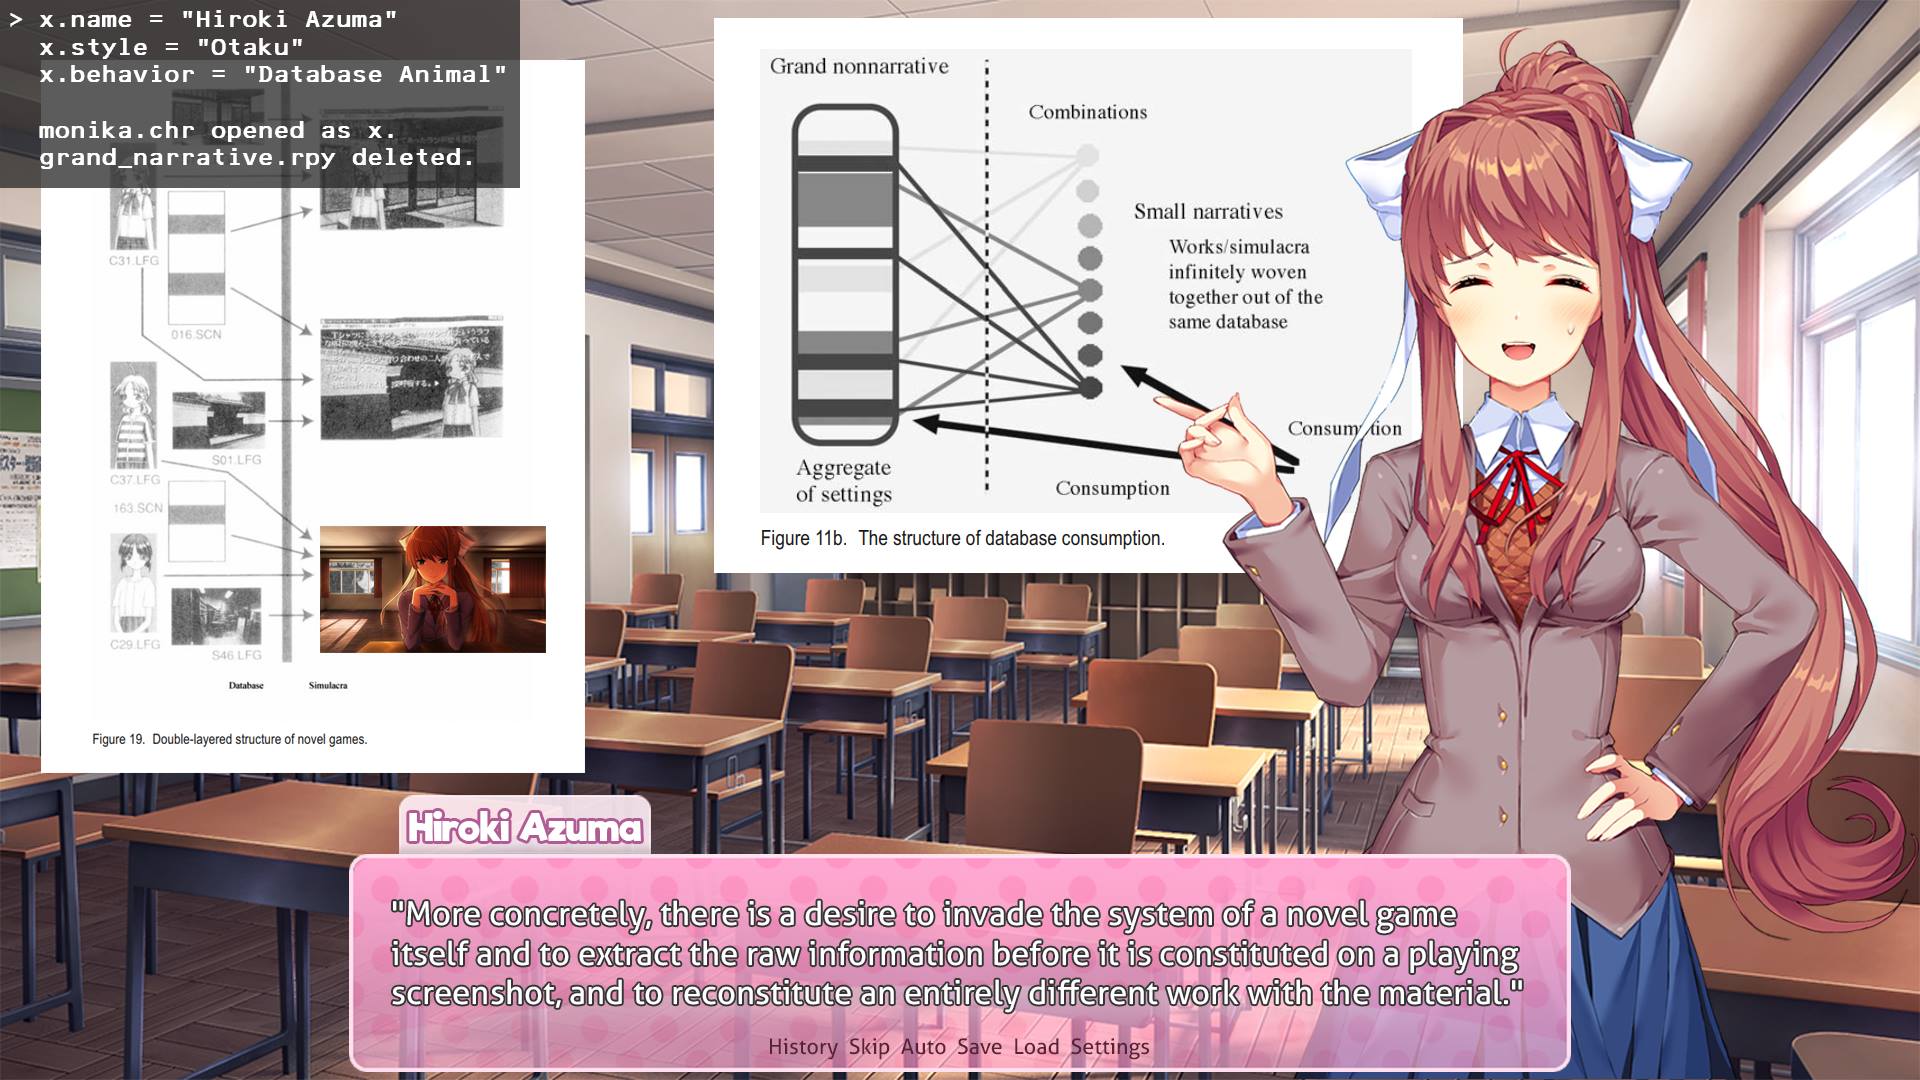 > x.name = "Hiroki Azuma"
x.style = "Otaku"
x.behavior = "Database Animal"
monika.chr opened as x.
grand_narrative.rpy deleted.
C31.LFG
016.SCN
C37.LFG
S01.LFG
163.SCN
C29.LFG
S46 LFG
Database
Simulacra
Figure 19. Double-layered structure of novel games.
Grand nonnarrative
Combinations
Small narratives
Works/simulacra
infinitely woven
together out of the
same database
Consumption
Aggregate
of settings
Consumption
Figure 11b. The structure of database consumption.
Hiroki Azuma
"More concretely, there is a desire to invade the system of a novel game
itself and to extract the raw information before it is constituted on a playing
screenshot, and to reconstitute an entirely different work with the material."
History Skip Auto Save Load Settings